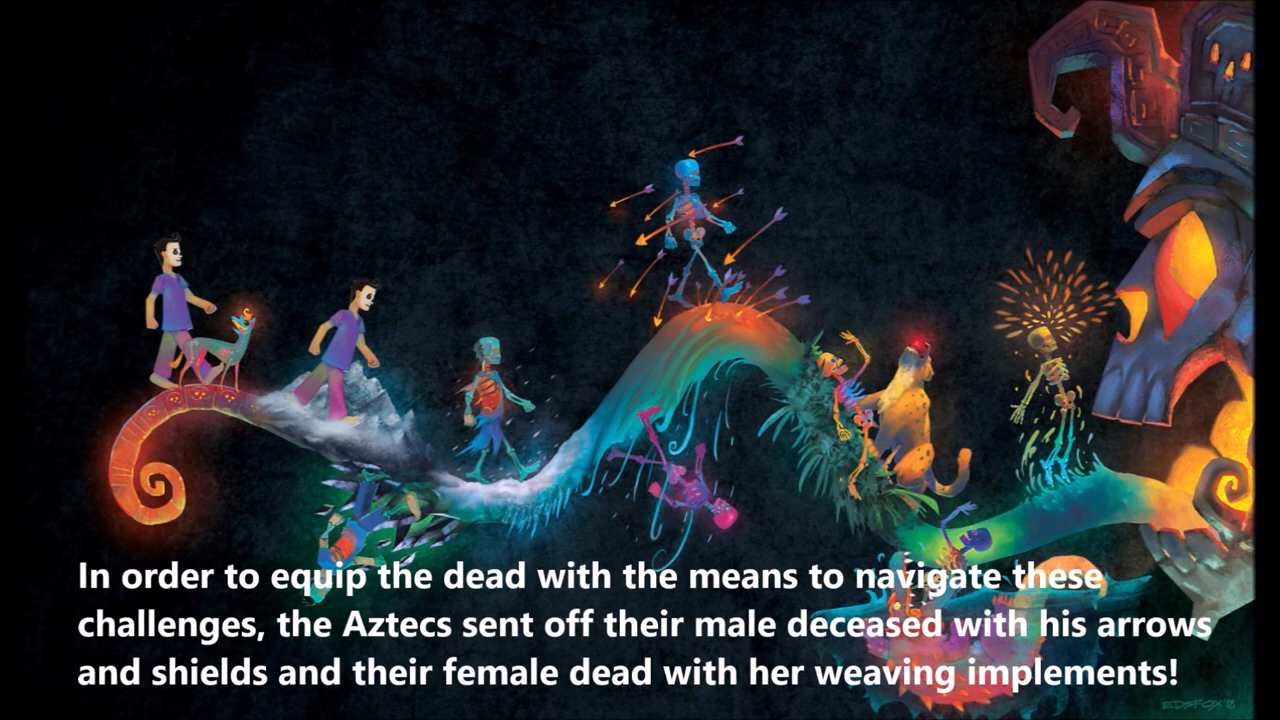 In order to equip the dead with the means to navigate these
challenges, the Aztecs sent off their male deceased with his arrows
and shields and their female dead with her weaving implements!